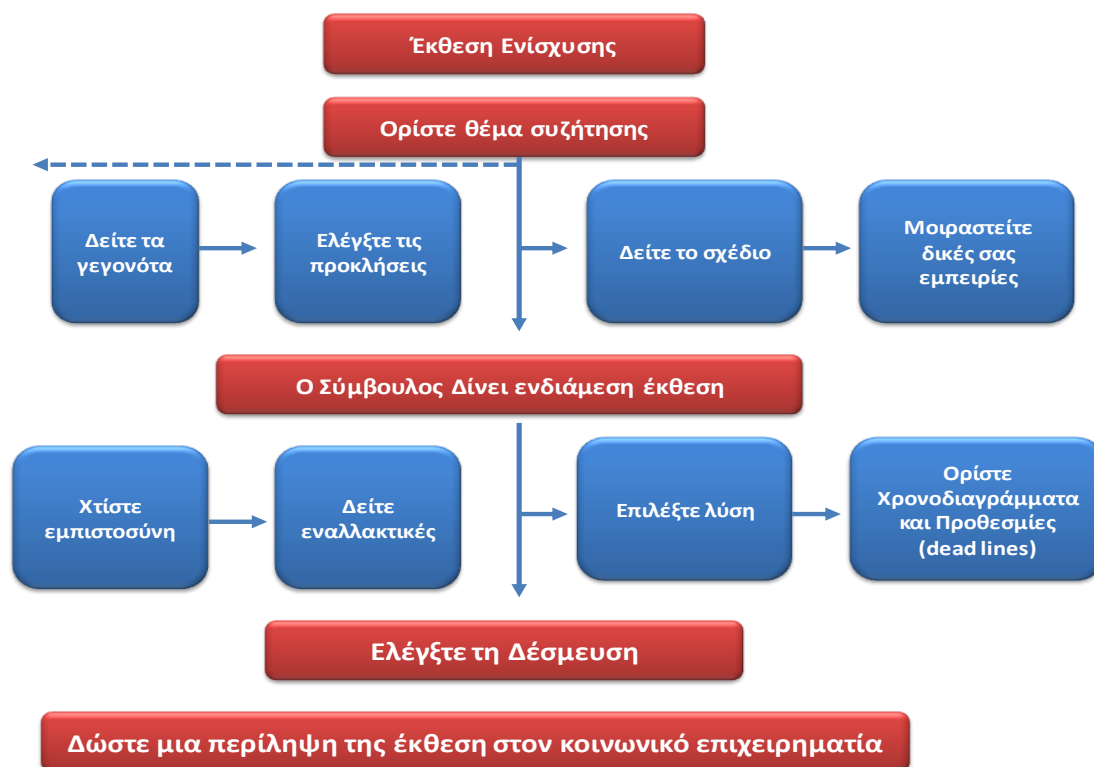 Έκθεση Ενίσχυσης
Ορίστε θέμα συζήτησης
Δείτε τα
γεγονότα
Ελέγξτε τις
προκλήσεις
Δείτε το σχέδιο
Μοιραστείτε
δικές σας
εμπειρίες
Ο Σύμβουλος Δίνει ενδιάμεση έκθεση
Χτίστε
εμπιστοσύνη
Δείτε
εναλλακτικές
Επιλέξτε λύση
Ορίστε
Χρονοδιαγράμματα
και Προθεσμίες
(dead lines)
Ελέγξτε τη Δέσμευση
Δώστε μια περίληψη της έκθεση στον κοινωνικό επιχειρηματία